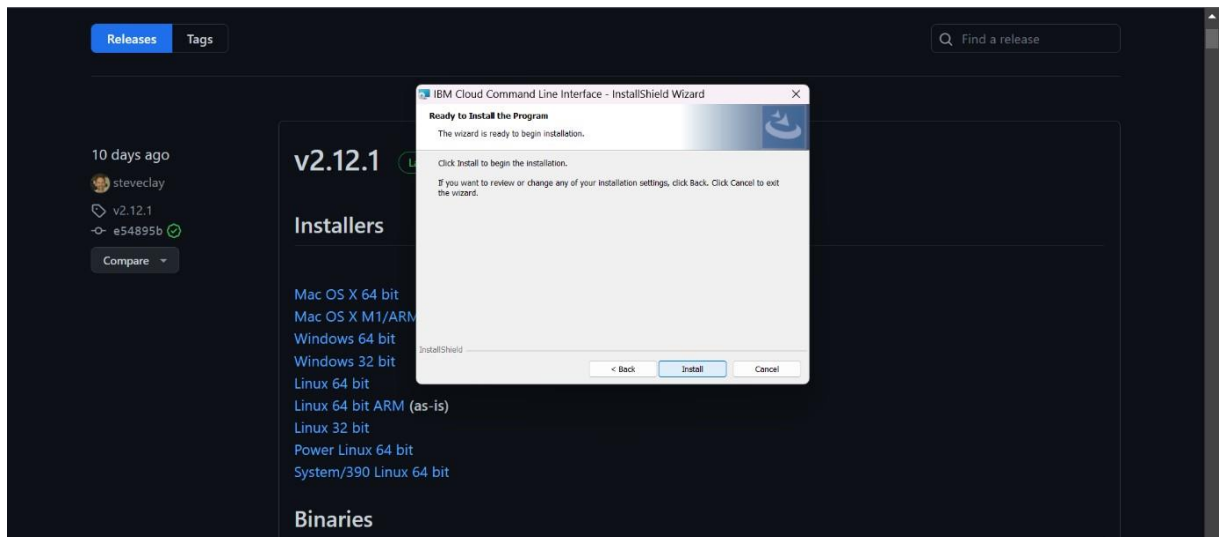 Releases
Tags
Find a release
IBM Cloud Command Line Interface - InstallShield Wizard
Ready to Install the Program
The wizard is ready to begin installation.
10 days ago
v2.12.1
Click Install to begin the installation.
steveclay
If you want to review or change any of your installation settings, click Back. Click Cancel to exit
the wizard.
v2.12.1
e54895b
Installers
Compare
Mac OS X 64 bit
Mac OS X M1/ARM
Windows 64 bit
InstallShield
Windows 32 bit
< Back
Install
Cancel
Linux 64 bit
Linux 64 bit ARM (as-is)
Linux 32 bit
Power Linux 64 bit
System/390 Linux 64 bit
Binaries